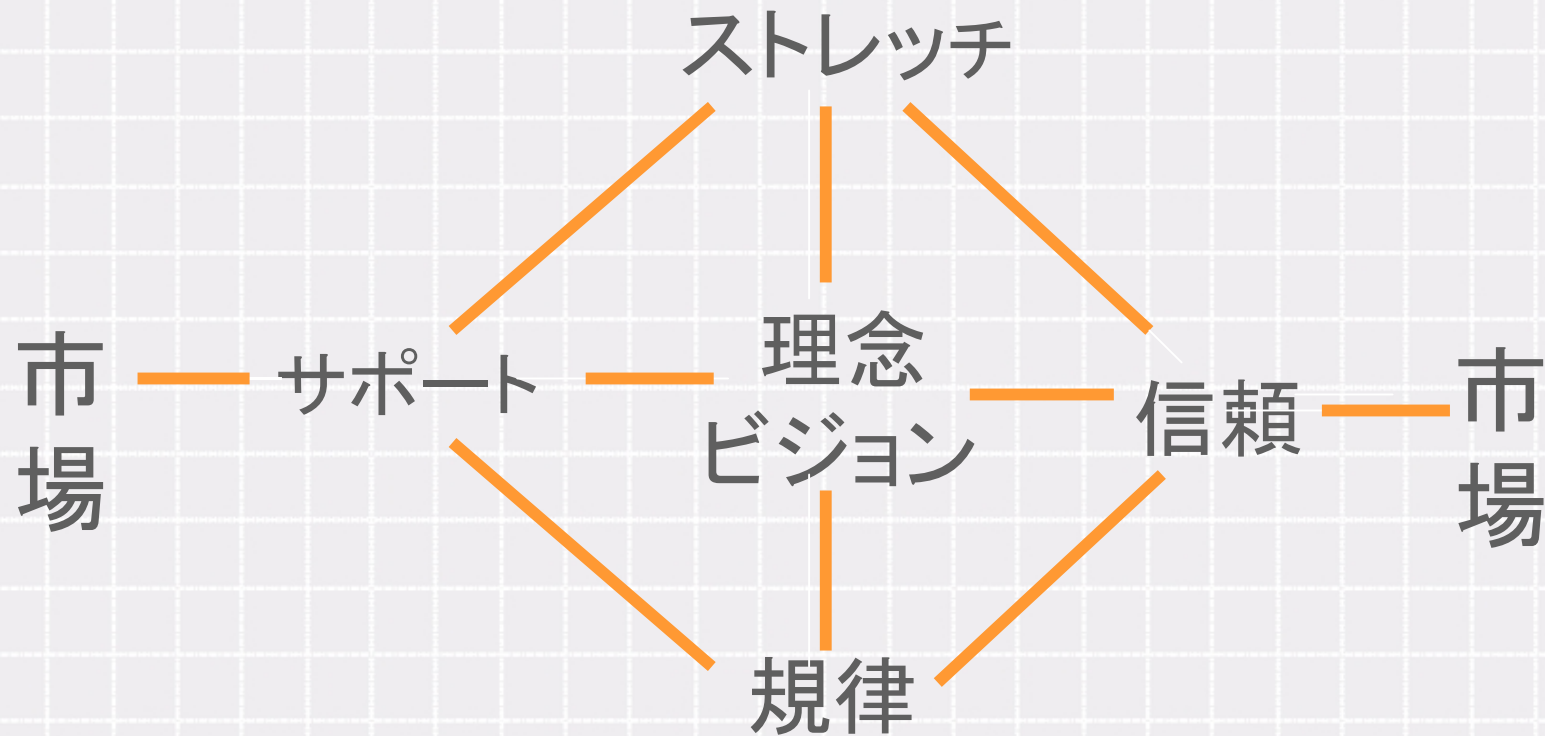 ストレッチ
市場
サポート
理念
ビジョン
信頼
市場
規律